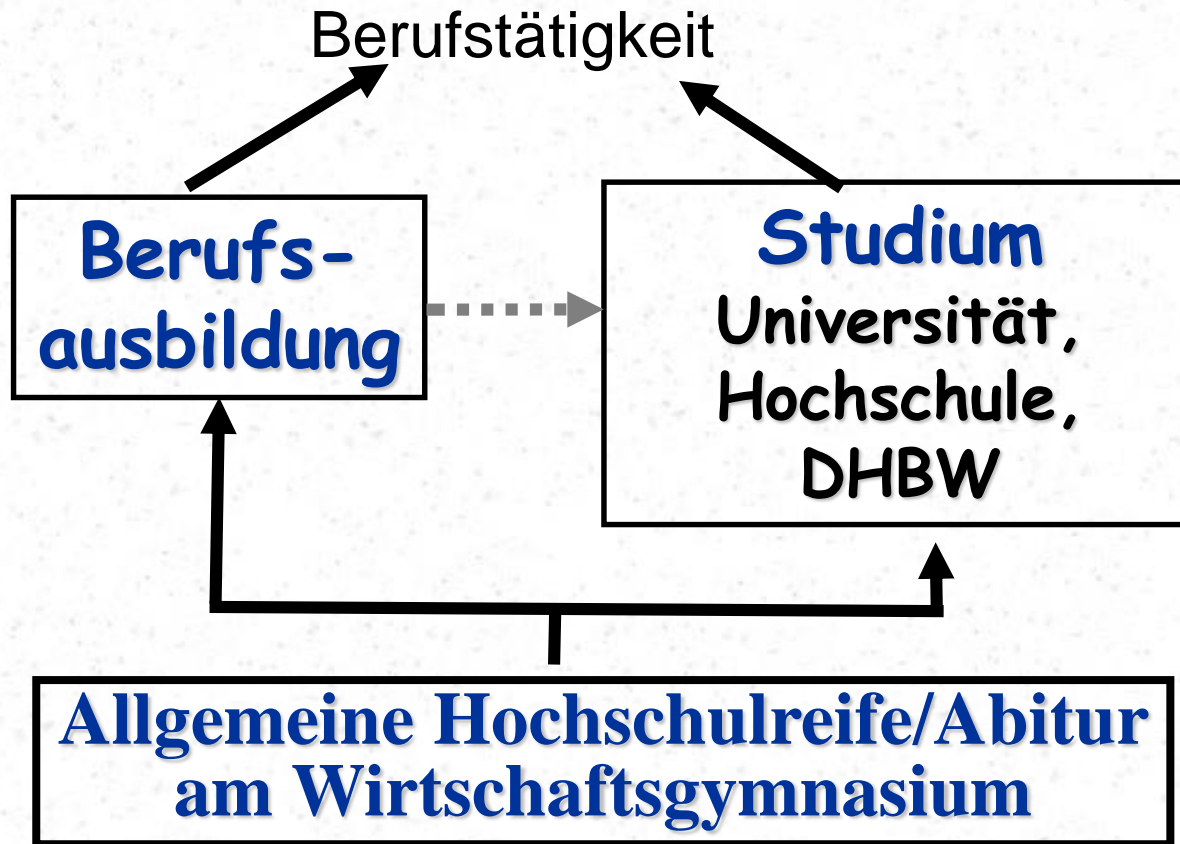 Berufstätigkeit
Berufs-
ausbildung
Studium
Universität,
Hochschule,
DHBW
Allgemeine Hochschulreife/Abitur
am Wirtschaftsgymnasium